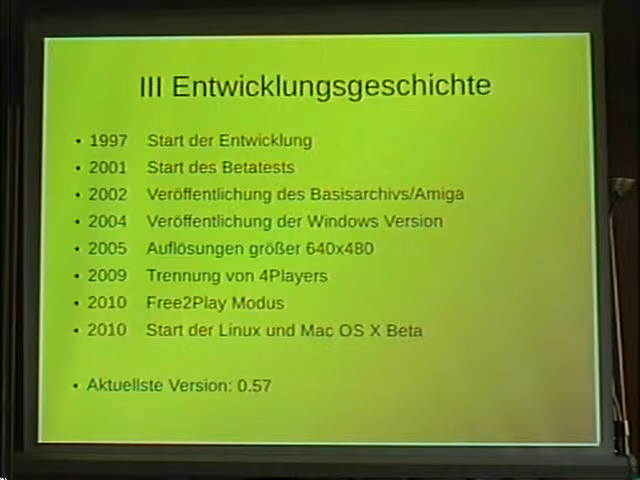 III Entwicklungsgeschichte
• 1997 Start der Entwicklung
• 2001 Start des Betatests
• 2002 Veröffentlichung des Basisarchivs/Amiga
• 2004 Veröffentlichung der Windows Version
• 2005 Auflösungen größer 640x480
• 2009 Trennung von 4Players
• 2010 Free2Play Modus
• 2010 Start der Linux und Mac OS X Beta
• Aktuellste Version: 0.57